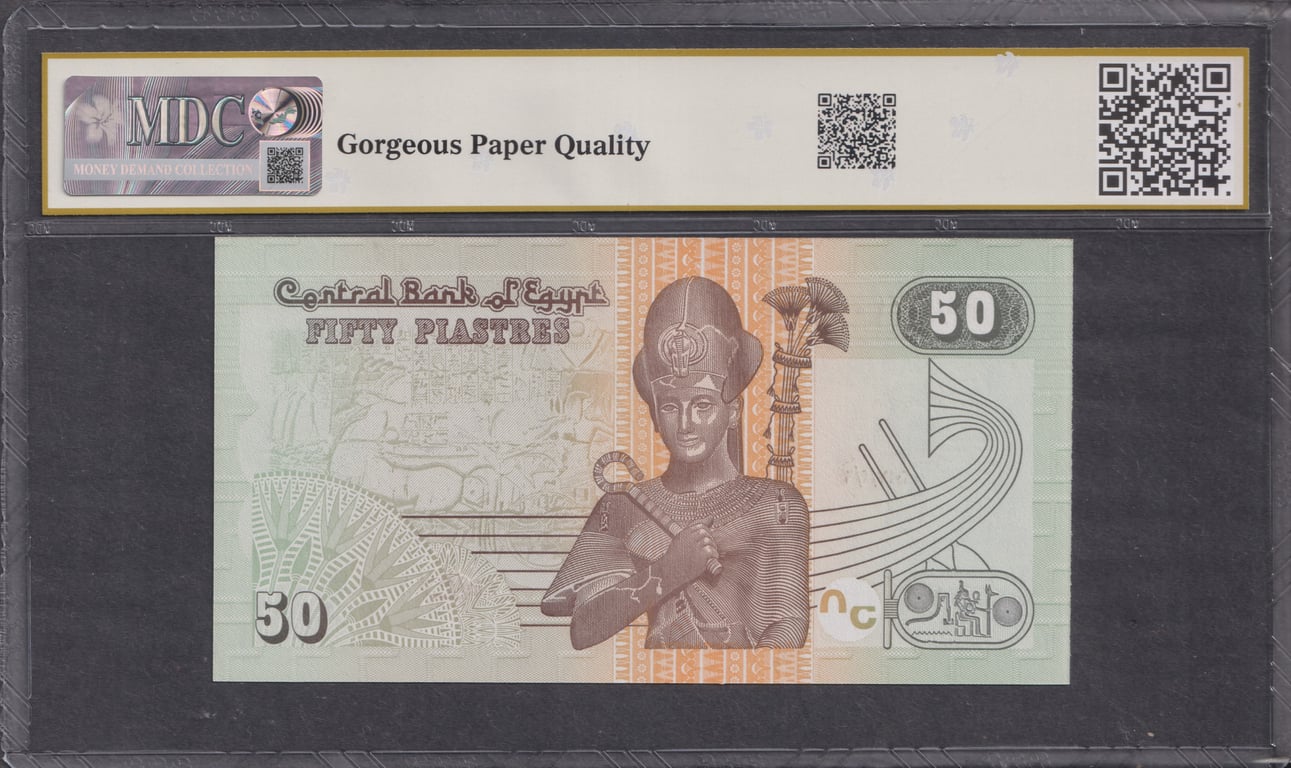 MDC
MONEY DEMAND COLLECTION
Gorgeous Paper Quality
Central Bank of Egypt
FIFTY PIASTRES
50
50